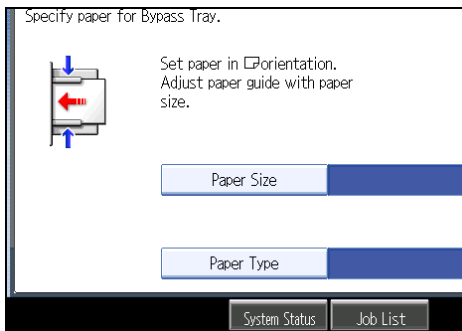 Specify paper for Bypass Tray.
Set paper in orientation.
Adjust paper guide with paper
size.
Paper Size
Paper Type
System Status
Job List